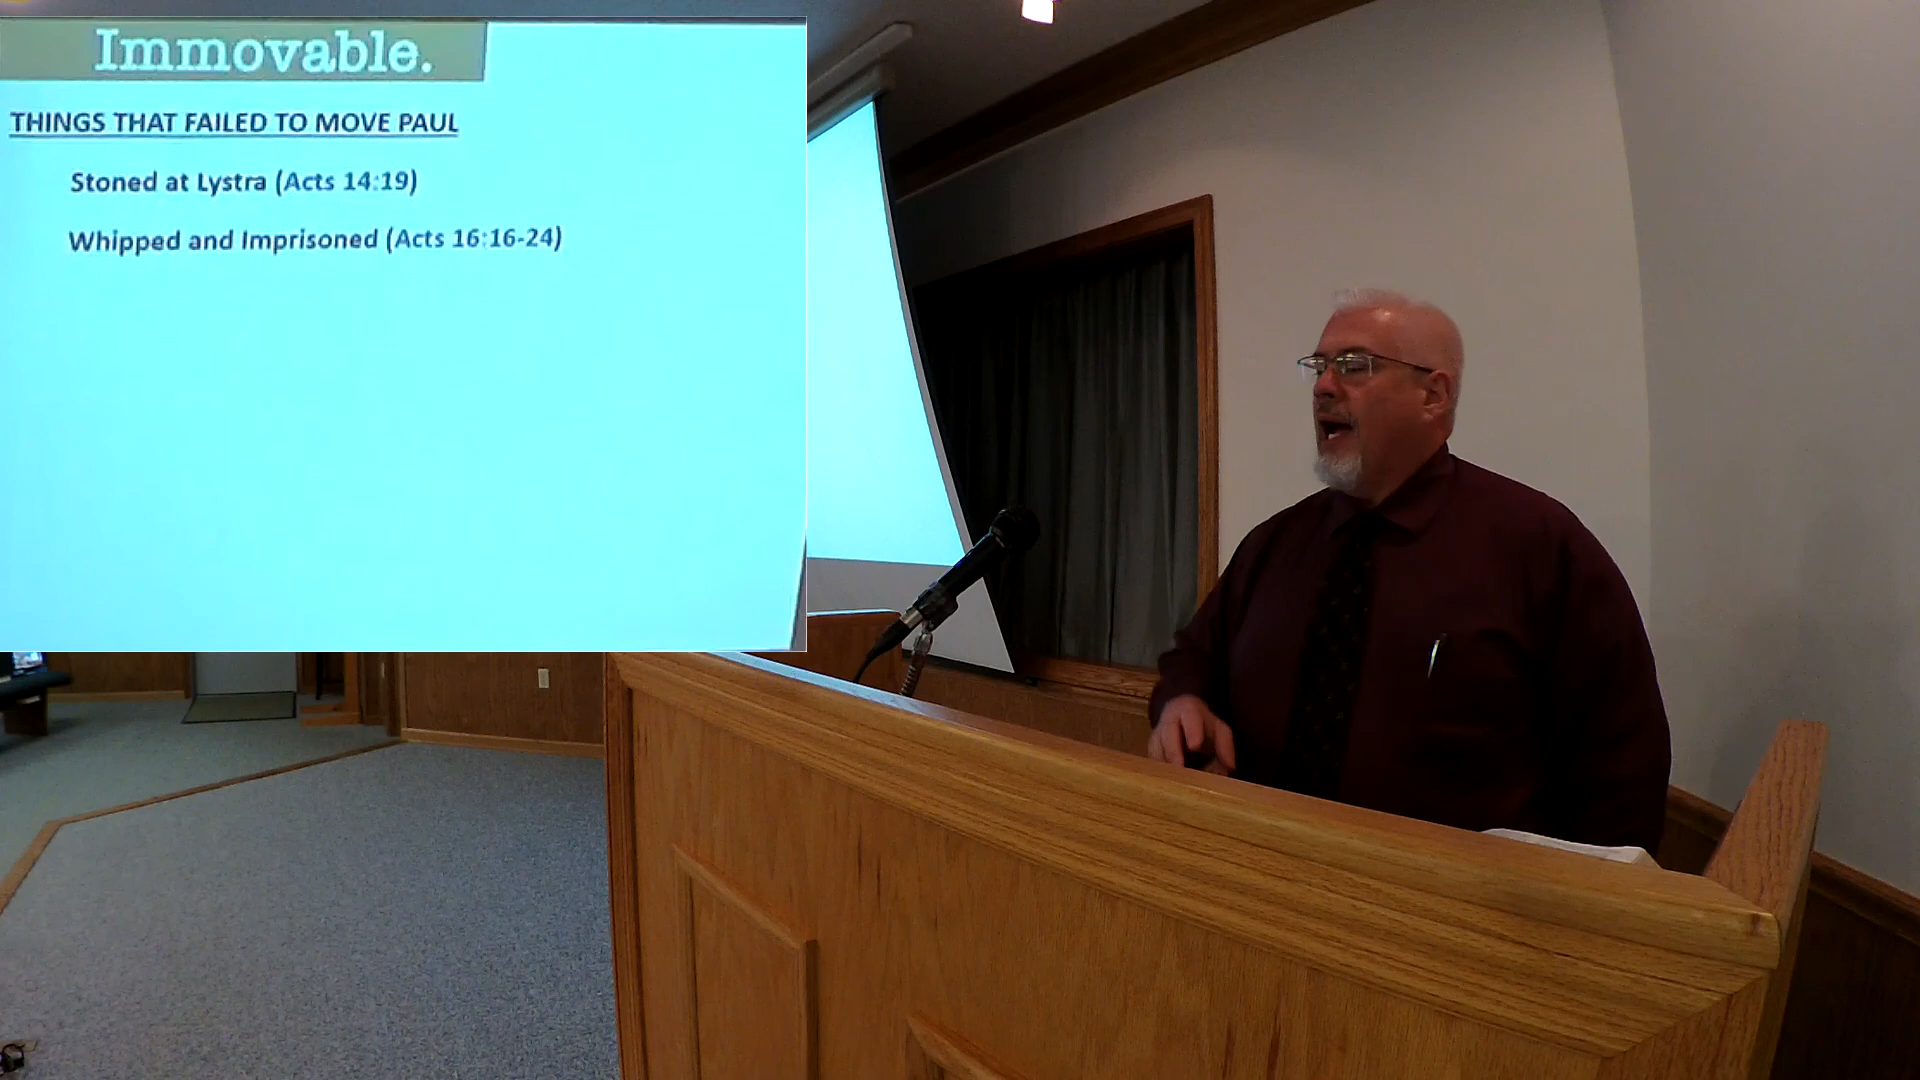 Immovable.
THINGS THAT FAILED TO MOVE PAUL
Stoned at Lystra (Acts 14:19)
Whipped and Imprisoned (Acts 16:16-24)